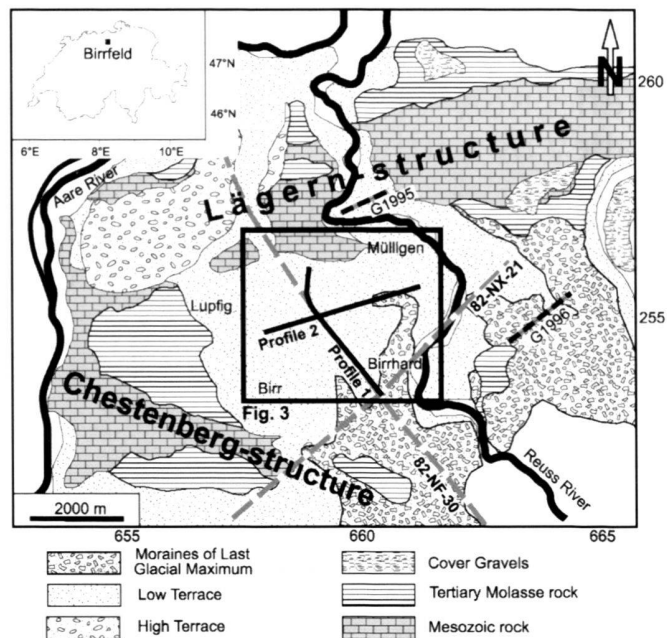 Birrfeld
47°N
46°N
6°E
8°E
10°E
N
260
255
Aare River
Lägern-structure
G1995
Mülligen
82-NX-21
Lupfig
Profile 2
Profile 1
Birrhard
G1996
Birr
Fig. 3
Chestenberg-structure
82-NF-30
Reuss River
2000 m
655
660
665
Moraines of Last
Glacial Maximum
Low Terrace
High Terrace
Cover Gravels
Tertiary Molasse rock
Mesozoic rock